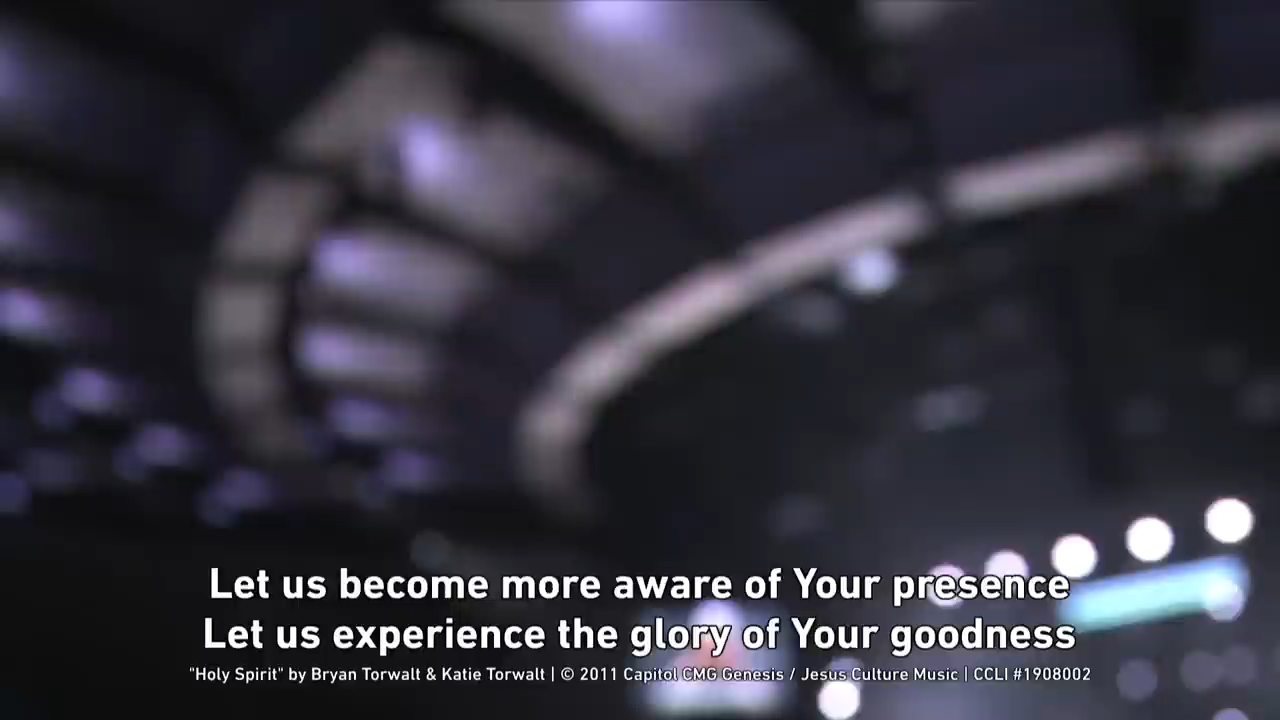 Let us become more aware of Your presence
Let us experience the glory of Your goodness
"Holy Spirit" by Bryan Torwalt & Katie Torwalt | © 2011 Capitol CMG Genesis / Jesus Culture Music | CCLI #1908002